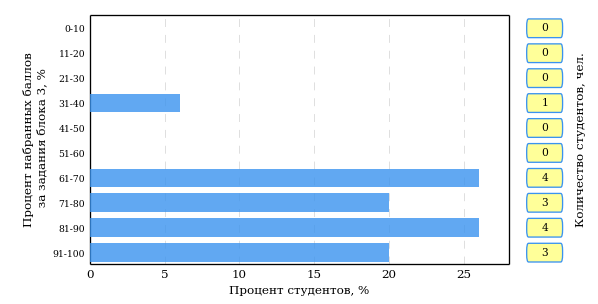 Процент набранных баллов
за задания блока 3, %
0-10 0
11-20 0
21-30 0
31-40 1
41-50 0
51-60 0
61-70 4
71-80 3
81-90 4
91-100 3
Количество студентов, чел.
0 5 10 15 20 25
Процент студентов, %